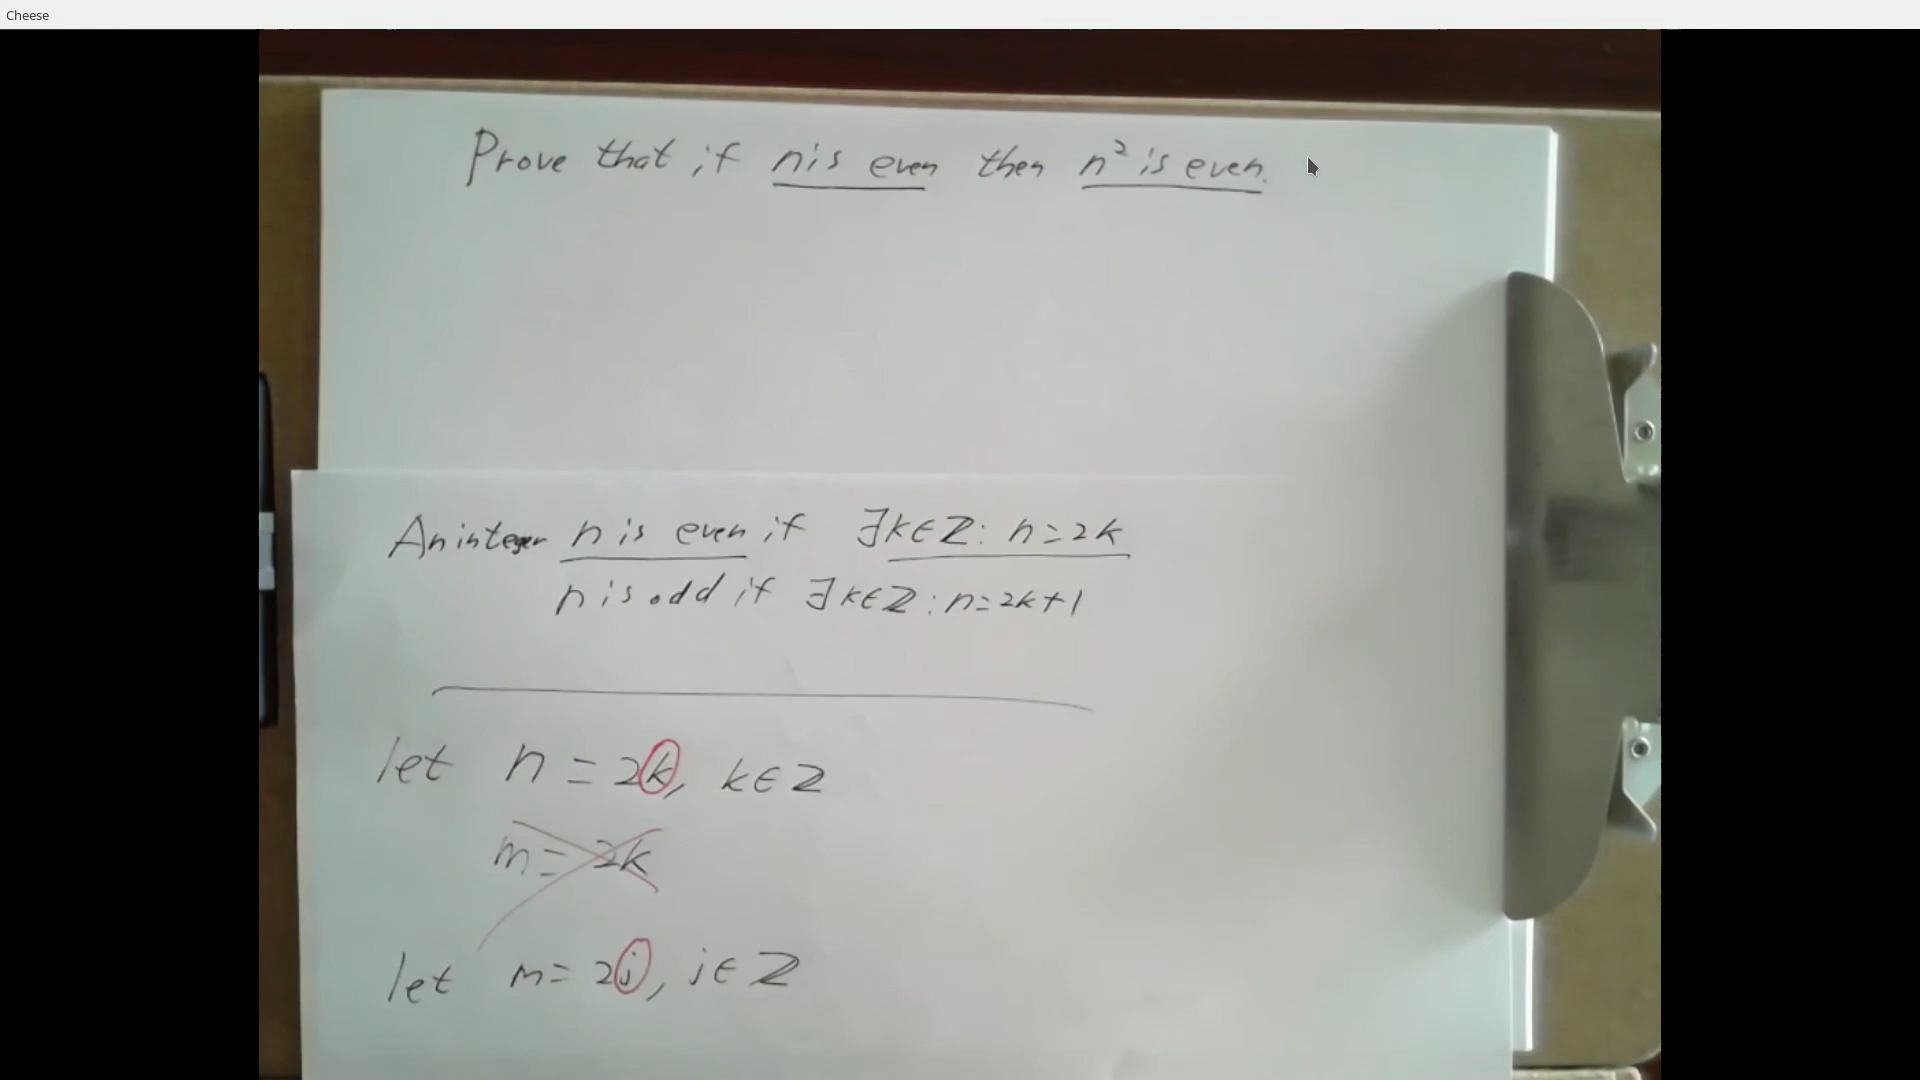 Cheese
Prove that if n is even then n² is even.
An integer n is even if ∃k∈ℤ: n=2k
n is odd if ∃k∈ℤ: n=2k+1
let n = 2k, k∈ℤ
m = 2k
let m = 2j, j∈ℤ